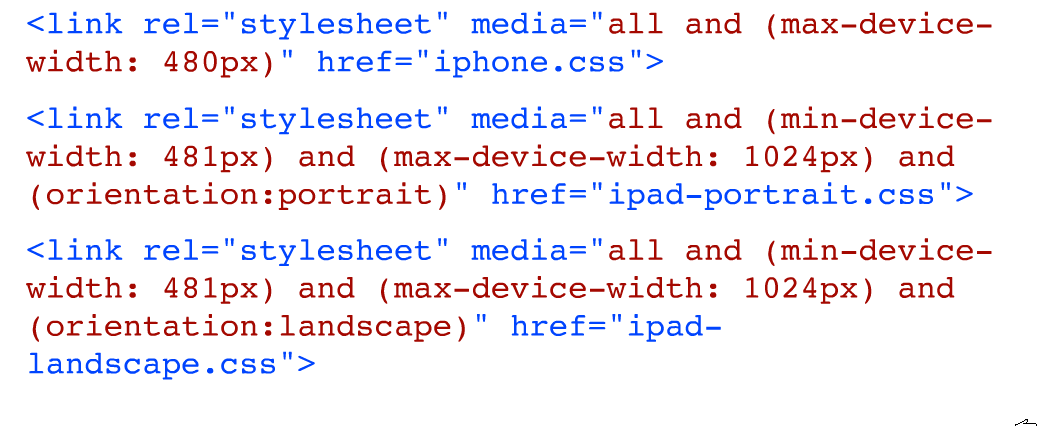 <link rel="stylesheet" media="all and (max-device-
width: 480px)" href="iphone.css">
<link rel="stylesheet" media="all and (min-device-
width: 481px) and (max-device-width: 1024px) and
(orientation:portrait)" href="ipad-portrait.css">
<link rel="stylesheet" media="all and (min-device-
width: 481px) and (max-device-width: 1024px) and
(orientation:landscape)" href="ipad-
landscape.css">